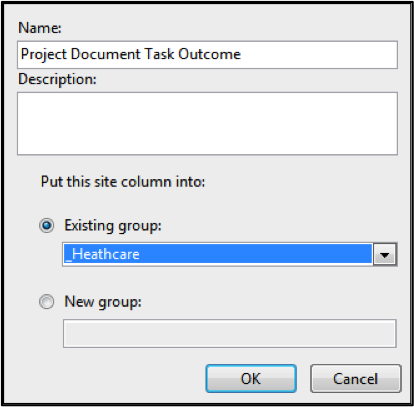 Name:
Project Document Task Outcome
Description:
Put this site column into:
Existing group:
_Heathcare
New group:
OK Cancel